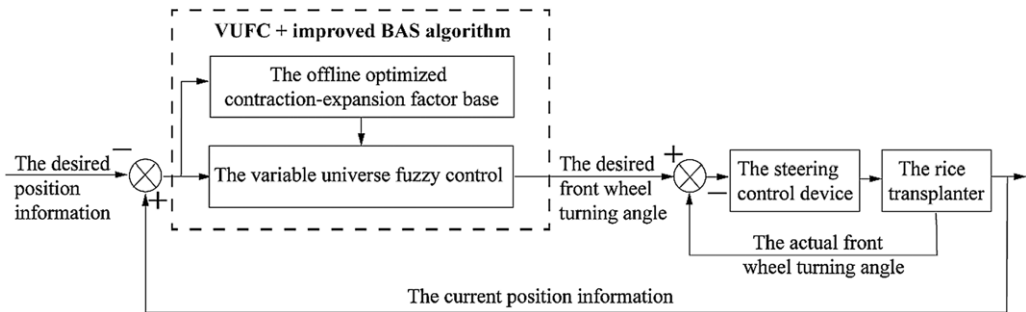 VUFC + improved BAS algorithm
The offline optimized
contraction-expansion factor base
The variable universe fuzzy control
The desired
position
information
−
+
The desired
front wheel
turning angle
+
−
The steering
control device
The rice
transplanter
The actual front
wheel turning angle
The current position information